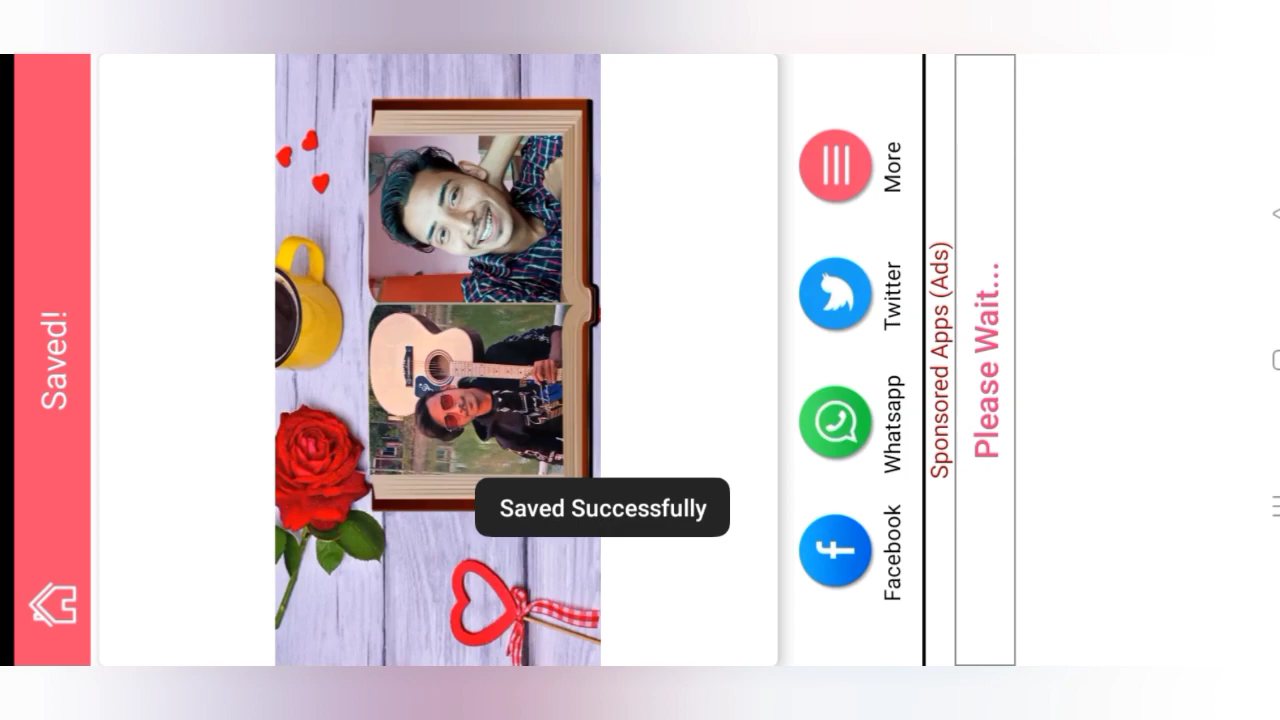 Saved!
Saved Successfully
Facebook
Whatsapp
Twitter
More
Sponsored Apps (Ads)
Please Wait...